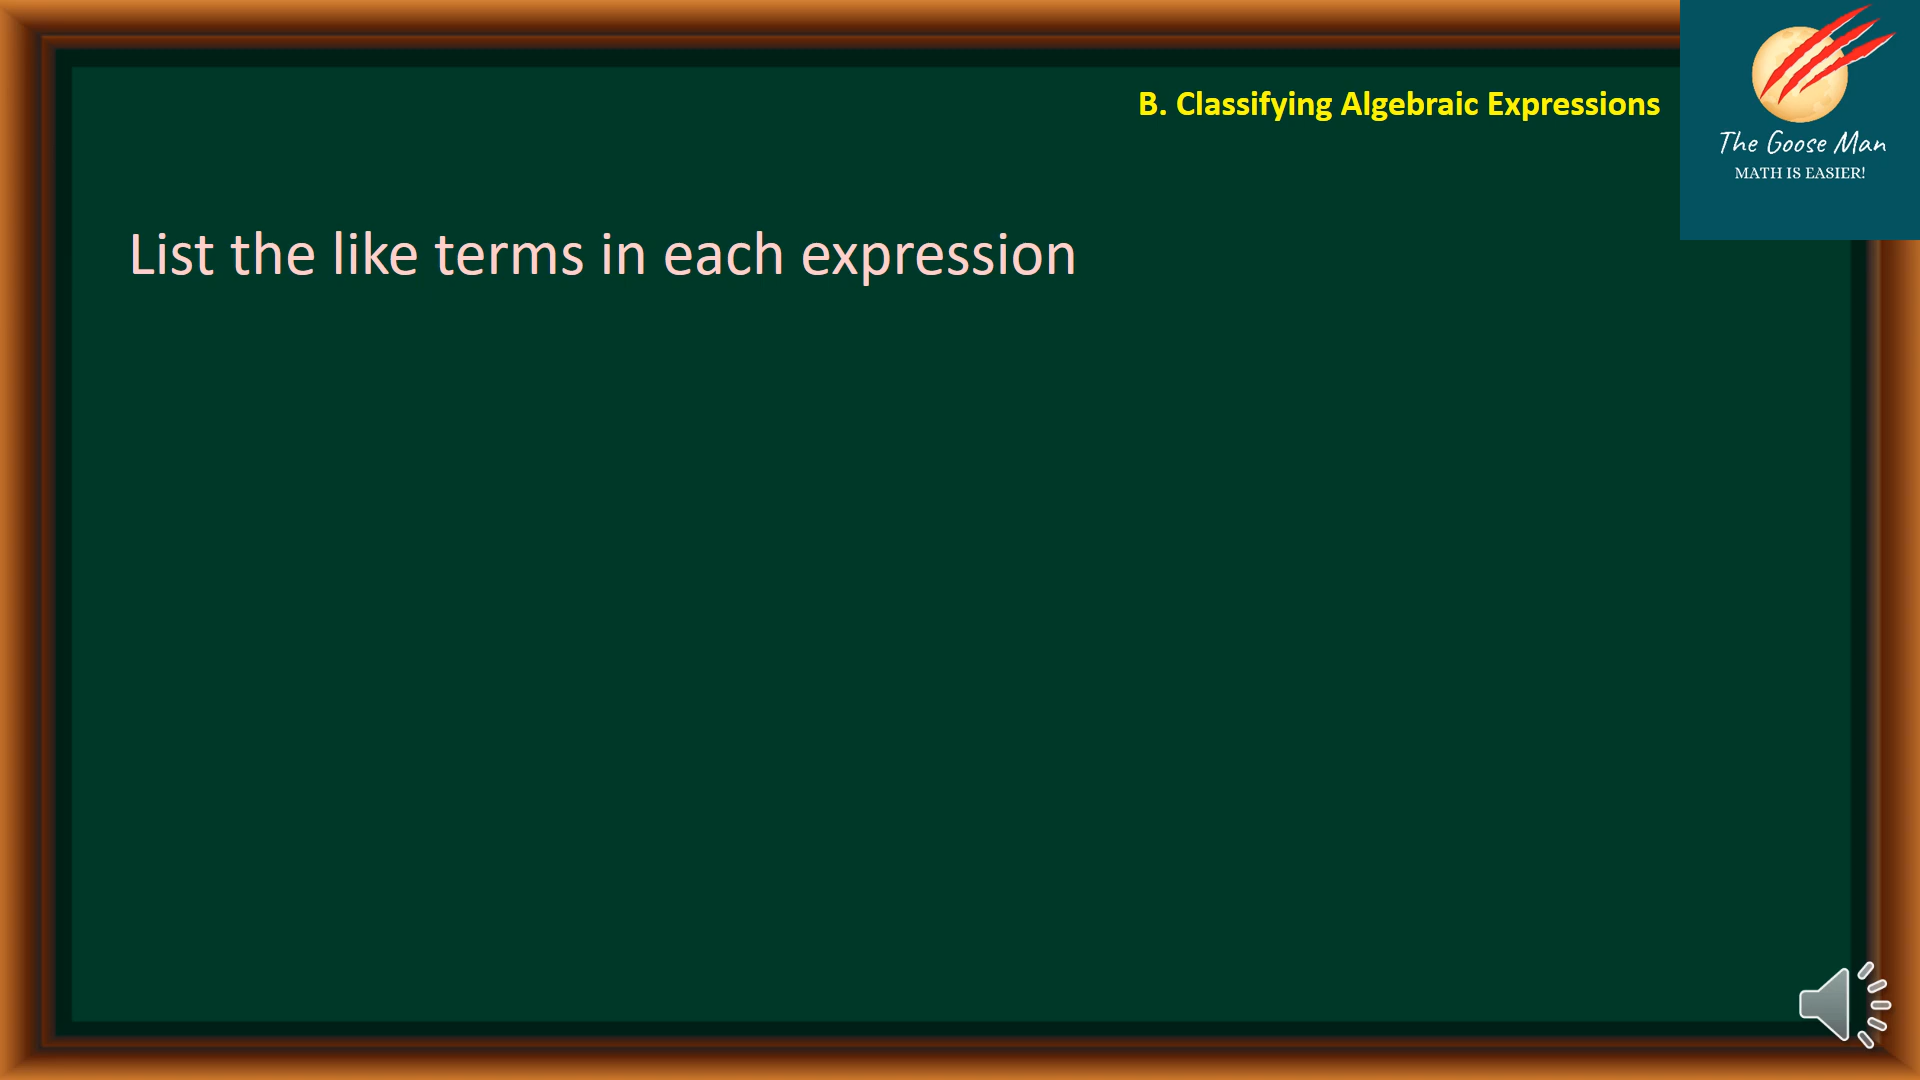 B. Classifying Algebraic Expressions
The Goose Man
MATH IS EASIER!
List the like terms in each expression